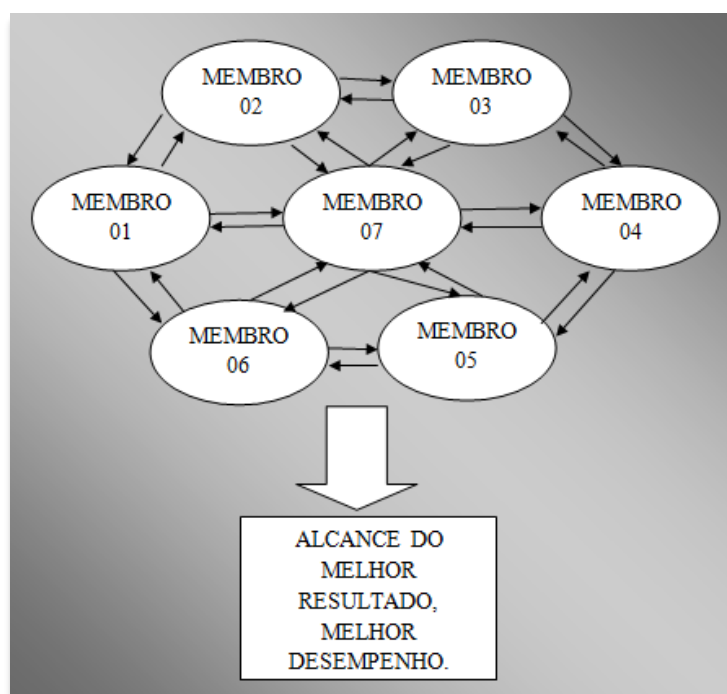 MEMBRO
02
MEMBRO
03
MEMBRO
01
MEMBRO
07
MEMBRO
04
MEMBRO
06
MEMBRO
05
ALCANCE DO
MELHOR
RESULTADO,
MELHOR
DESEMPENHO.